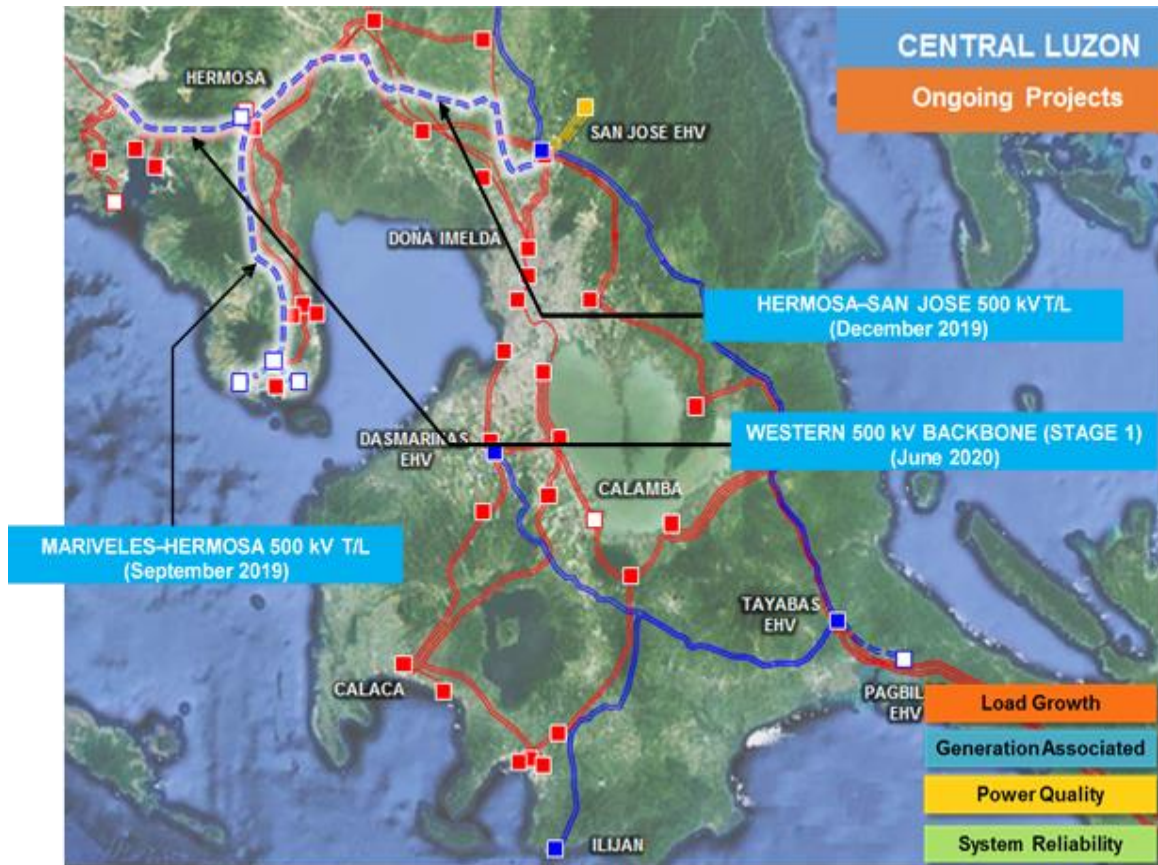 CENTRAL LUZON
Ongoing Projects
HERMOSA
SAN JOSE EHV
DOÑA IMELDA
HERMOSA–SAN JOSE 500 kV T/L
(December 2019)
DASMARINAS
EHV
WESTERN 500 kV BACKBONE (STAGE 1)
(June 2020)
CALAMBA
MARIVELES–HERMOSA 500 kV T/L
(September 2019)
TAYABAS
EHV
CALACA
PAGBIL
EHV
Load Growth
Generation Associated
Power Quality
System Reliability
ILIJAN